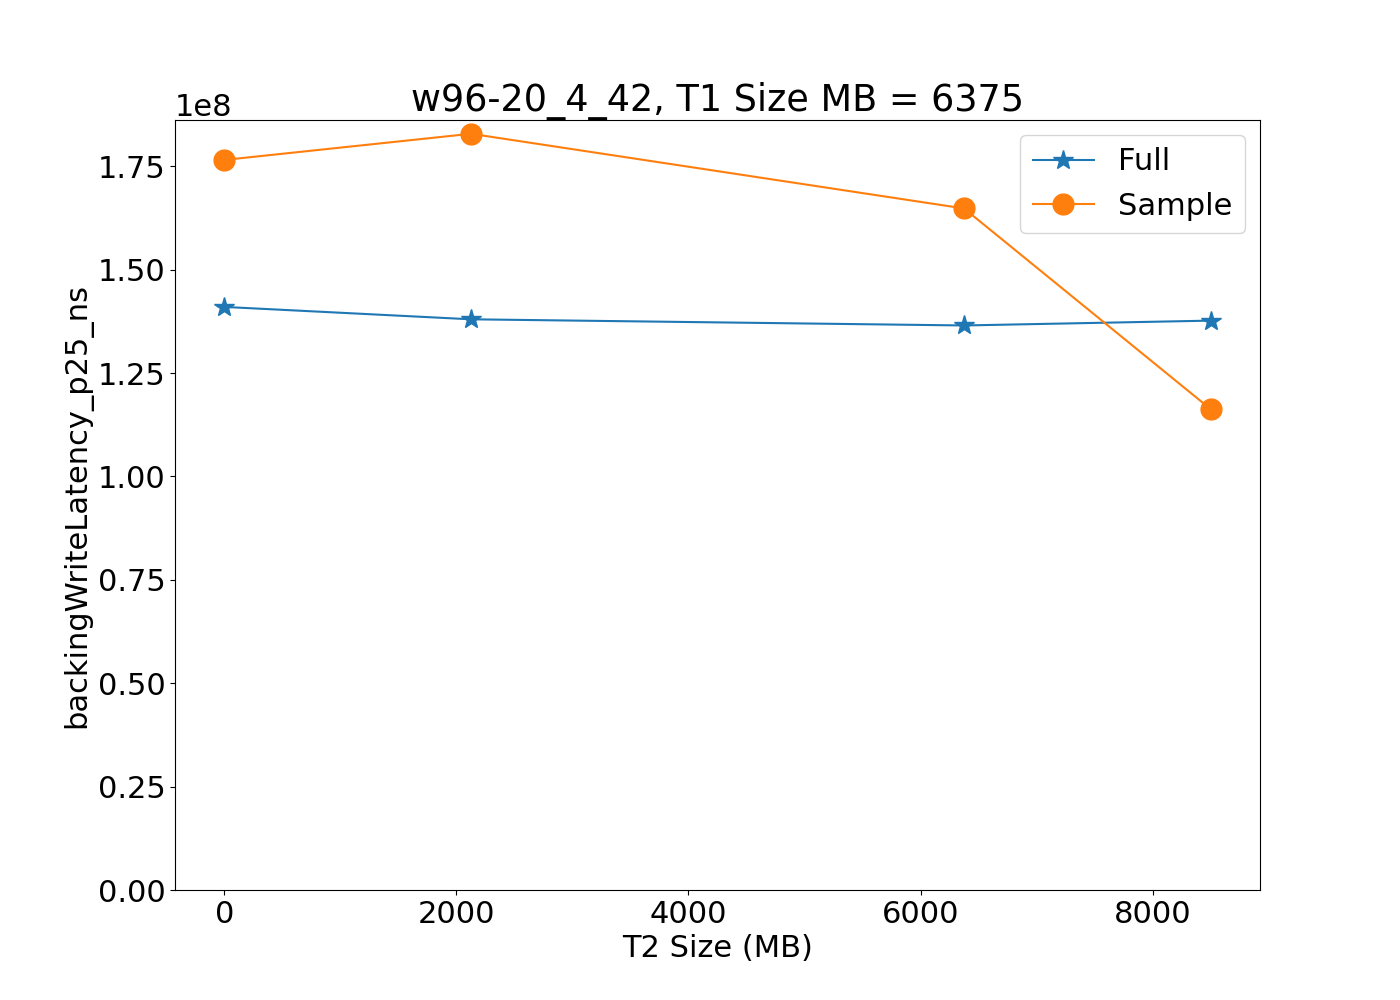 w96-20_4_42, T1 Size MB = 6375
1e8
Full
Sample
1.75
1.50
1.25
1.00
0.75
0.50
0.25
0.00
backingWriteLatency_p25_ns
0 2000 4000 6000 8000
T2 Size (MB)